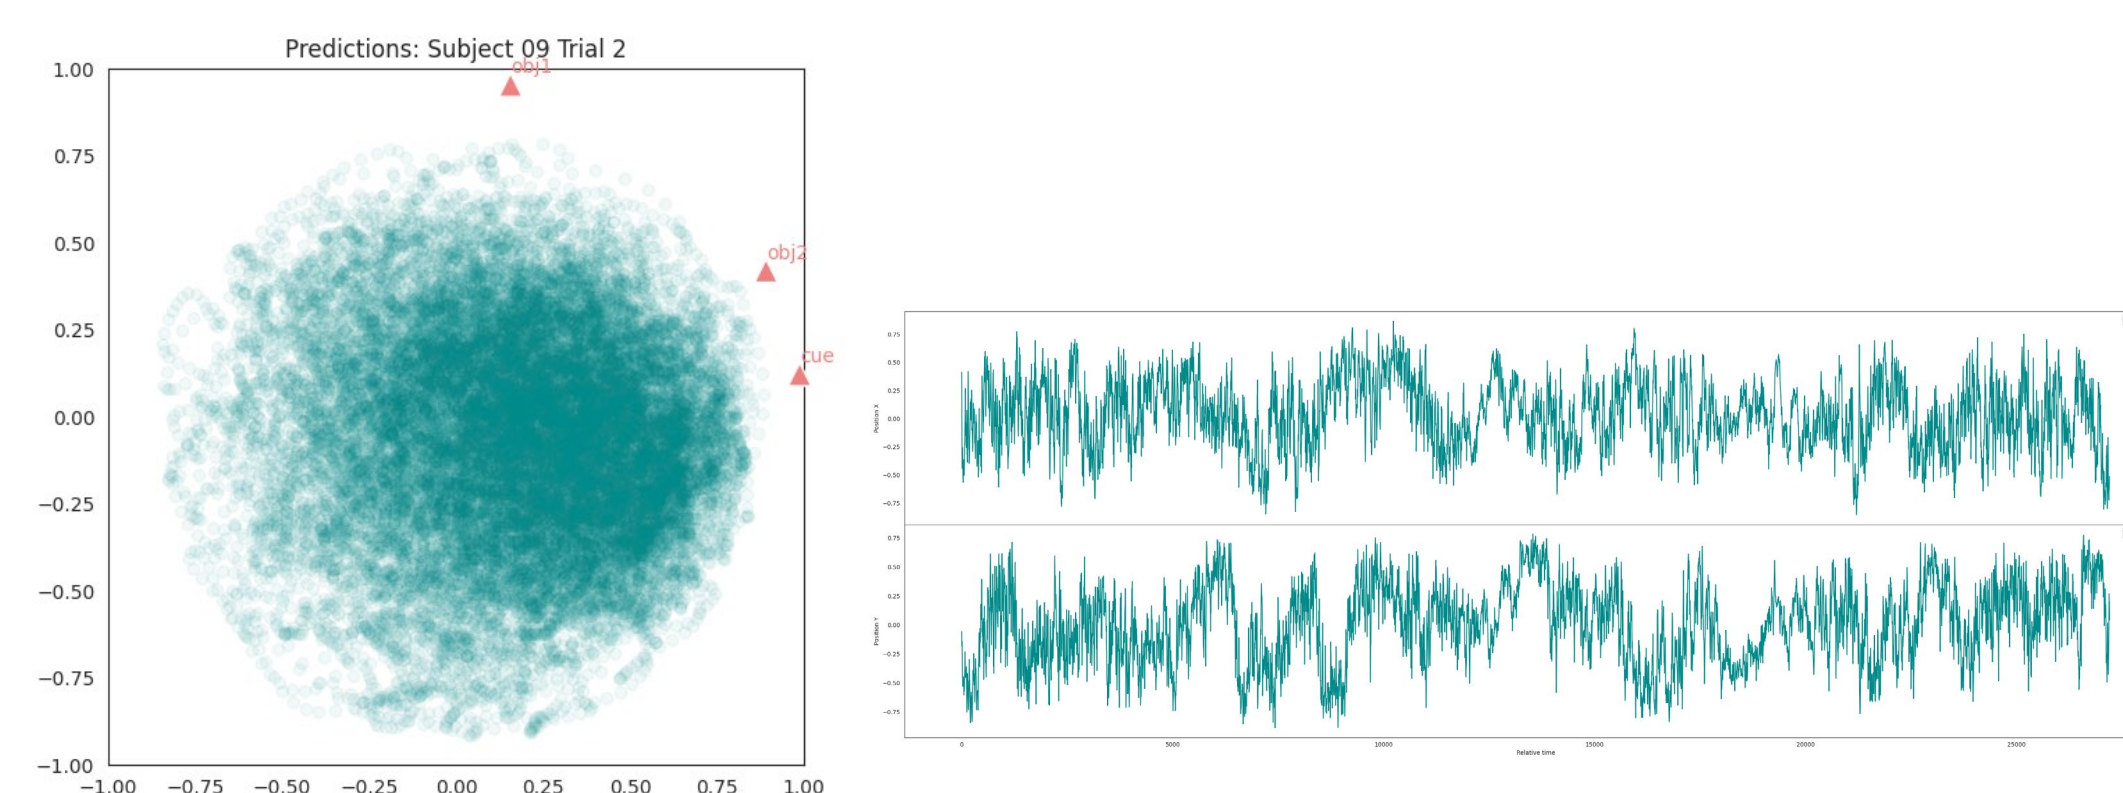 Predictions: Subject 09 Trial 2
obj1
obj2
cue
1.00
0.75
0.50
0.25
0.00
−0.25
−0.50
−0.75
−1.00
−1.00 −0.75 −0.50 −0.25 0.00 0.25 0.50 0.75 1.00
Position X
0.75
0.50
0.25
0.00
−0.25
−0.50
−0.75
Position Y
0.75
0.50
0.25
0.00
−0.25
−0.50
−0.75
0 5000 10000 15000 20000 25000
Relative time